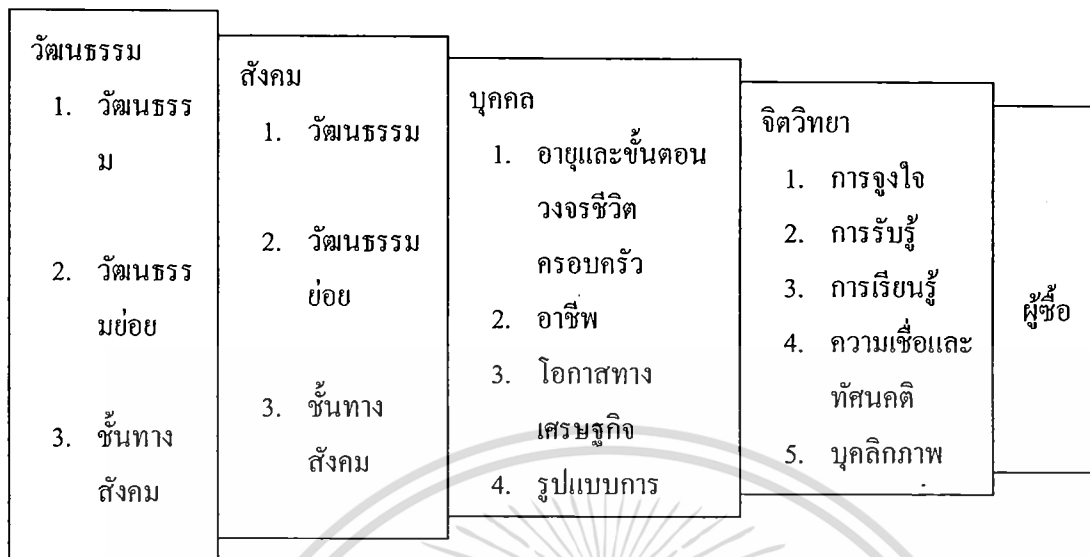 วัฒนธรรม
1. วัฒนธรร
ม
2. วัฒนธรร
มย่อย
3. ชั้นทาง
สังคม
สังคม
1. วัฒนธรรม
2. วัฒนธรรม
ย่อย
3. ชั้นทาง
สังคม
บุคคล
1. อายุและขั้นตอน
วงจรชีวิต
ครอบครัว
2. อาชีพ
3. โอกาสทาง
เศรษฐกิจ
4. รูปแบบการ
จิตวิทยา
1. การจูงใจ
2. การรับรู้
3. การเรียนรู้
4. ความเชื่อและ
ทัศนคติ
5. บุคลิกภาพ
ผู้ซื้อ